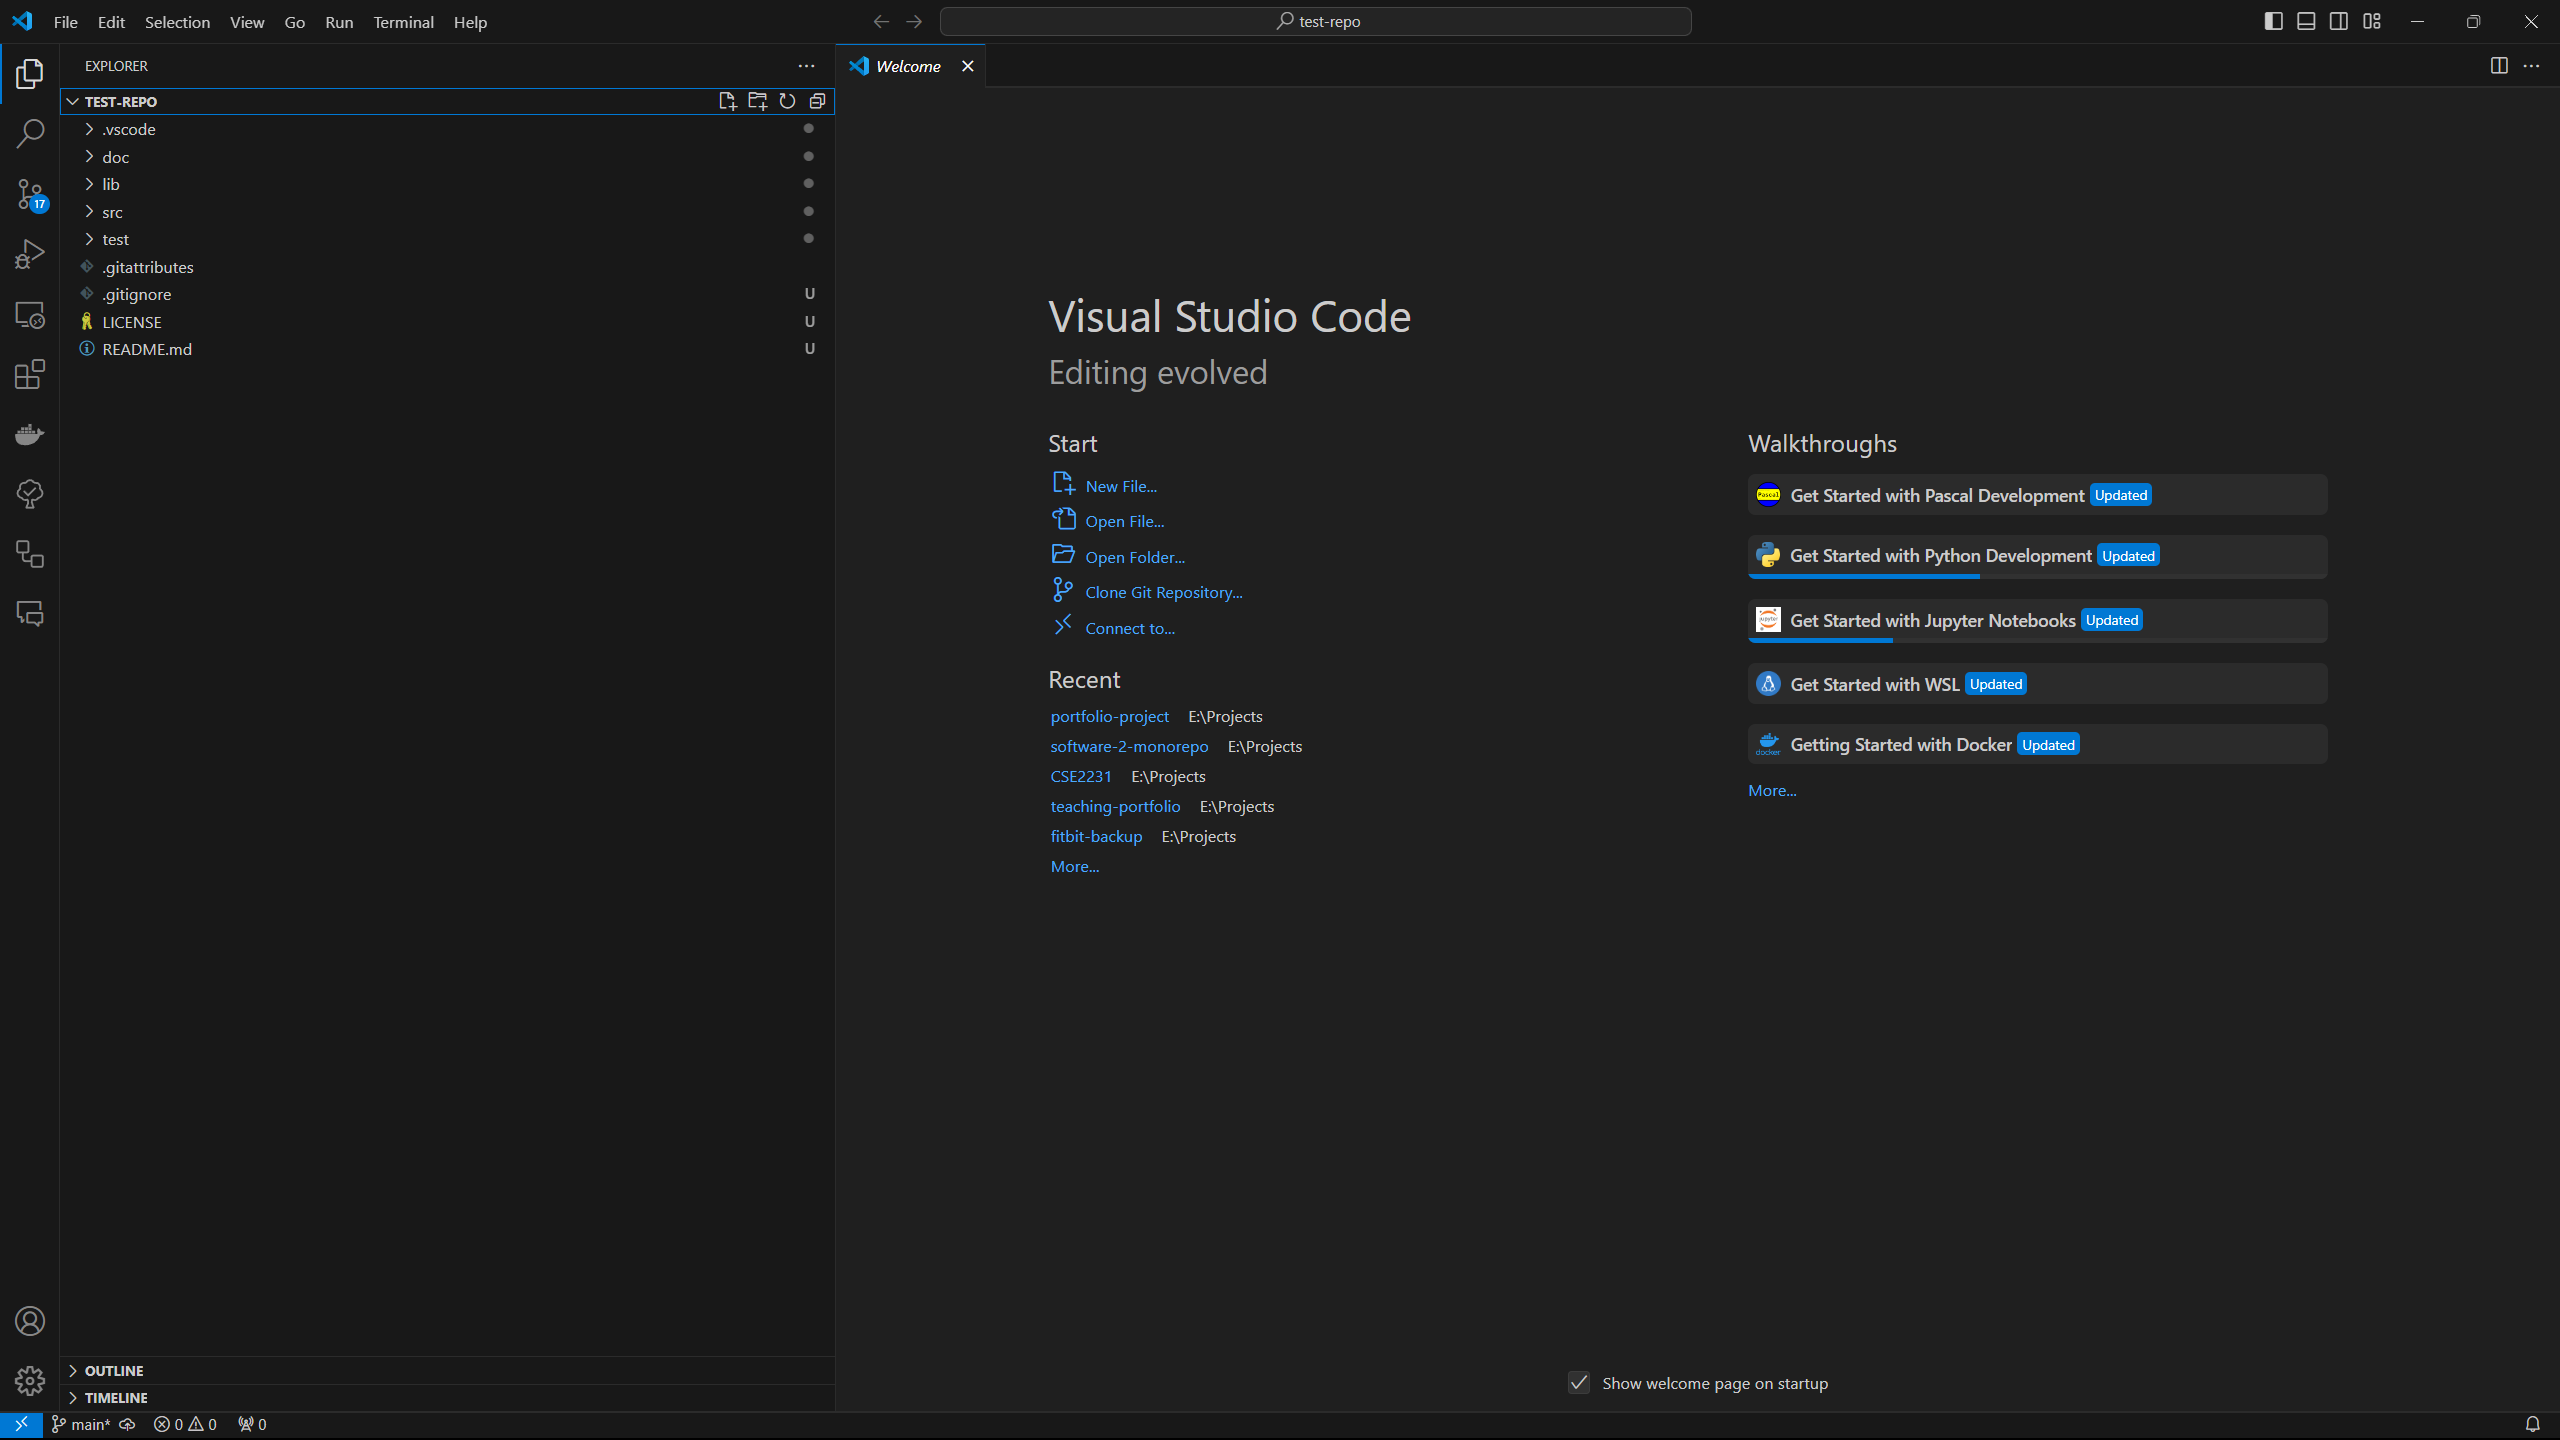 File Edit Selection View Go Run Terminal Help
test-repo
EXPLORER
TEST-REPO
.vscode
doc
lib
src
test
.gitattributes
.gitignore U
LICENSE U
README.md U
17
OUTLINE
TIMELINE
Welcome
Visual Studio Code
Editing evolved
Start
New File...
Open File...
Open Folder...
Clone Git Repository...
Connect to...
Recent
portfolio-project E:\Projects
software-2-monorepo E:\Projects
CSE2231 E:\Projects
teaching-portfolio E:\Projects
fitbit-backup E:\Projects
More...
Walkthroughs
Pascal Get Started with Pascal Development Updated
Get Started with Python Development Updated
jupyter Get Started with Jupyter Notebooks Updated
Get Started with WSL Updated
docker Getting Started with Docker Updated
More...
Show welcome page on startup
main* 0 0 0